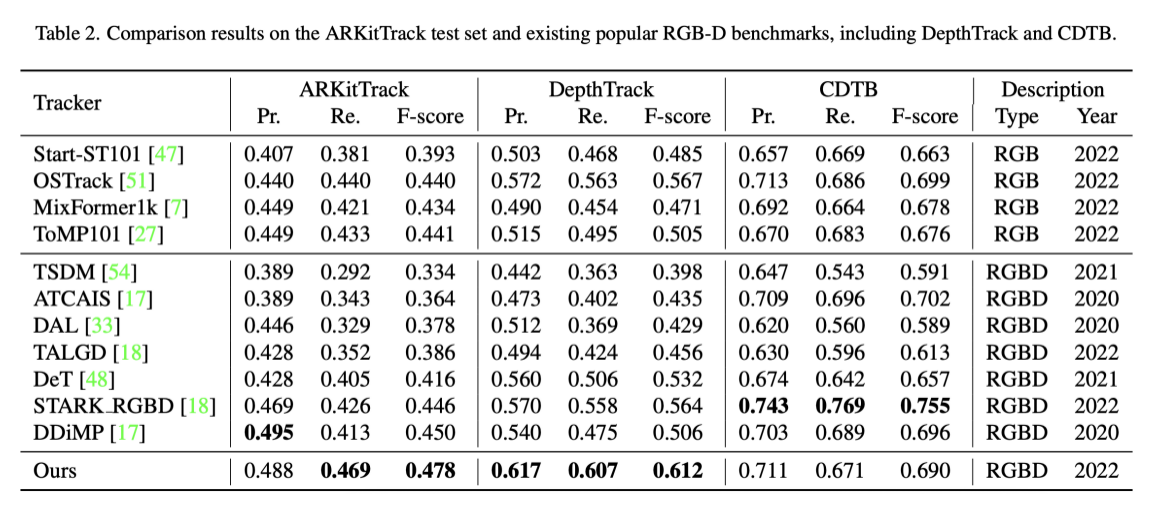 Table 2. Comparison results on the ARKitTrack test set and existing popular RGB-D benchmarks, including DepthTrack and CDTB.
Tracker ARKitTrack DepthTrack CDTB Description
Pr. Re. F-score Pr. Re. F-score Pr. Re. F-score Type Year
Start-ST101 [47] 0.407 0.381 0.393 0.503 0.468 0.485 0.657 0.669 0.663 RGB 2022
OSTrack [51] 0.440 0.440 0.440 0.572 0.563 0.567 0.713 0.686 0.699 RGB 2022
MixFormer1k [7] 0.449 0.421 0.434 0.490 0.454 0.471 0.692 0.664 0.678 RGB 2022
ToMP101 [27] 0.449 0.433 0.441 0.515 0.495 0.505 0.670 0.683 0.676 RGB 2022
TSDM [54] 0.389 0.292 0.334 0.442 0.363 0.398 0.647 0.543 0.591 RGBD 2021
ATCAIS [17] 0.389 0.343 0.364 0.473 0.402 0.435 0.709 0.696 0.702 RGBD 2020
DAL [33] 0.446 0.329 0.378 0.512 0.369 0.429 0.620 0.560 0.589 RGBD 2020
TALGD [18] 0.428 0.352 0.386 0.494 0.424 0.456 0.630 0.596 0.613 RGBD 2022
DeT [48] 0.428 0.405 0.416 0.560 0.506 0.532 0.674 0.642 0.657 RGBD 2021
STARK_RGBD [18] 0.469 0.426 0.446 0.570 0.558 0.564 0.743 0.769 0.755 RGBD 2022
DDiMP [17] 0.495 0.413 0.450 0.540 0.475 0.506 0.703 0.689 0.696 RGBD 2020
Ours 0.488 0.469 0.478 0.617 0.607 0.612 0.711 0.671 0.690 RGBD 2022